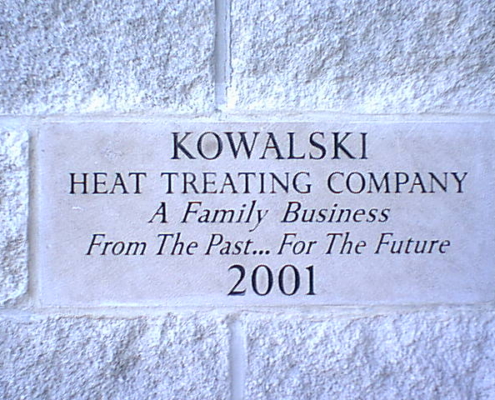 KOWALSKI
HEAT TREATING COMPANY
A Family Business
From The Past... For The Future
2001